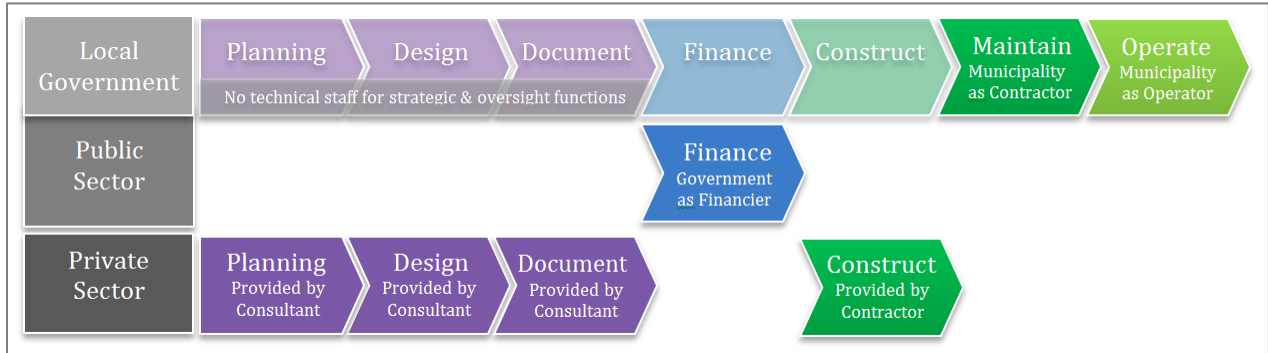 Local
Government
Planning
Design
Document
No technical staff for strategic & oversight functions
Finance
Construct
Maintain
Municipality
as Contractor
Operate
Municipality
as Operator
Public
Sector
Finance
Government
as Financier
Private
Sector
Planning
Provided by
Consultant
Design
Provided by
Consultant
Document
Provided by
Consultant
Construct
Provided by
Contractor